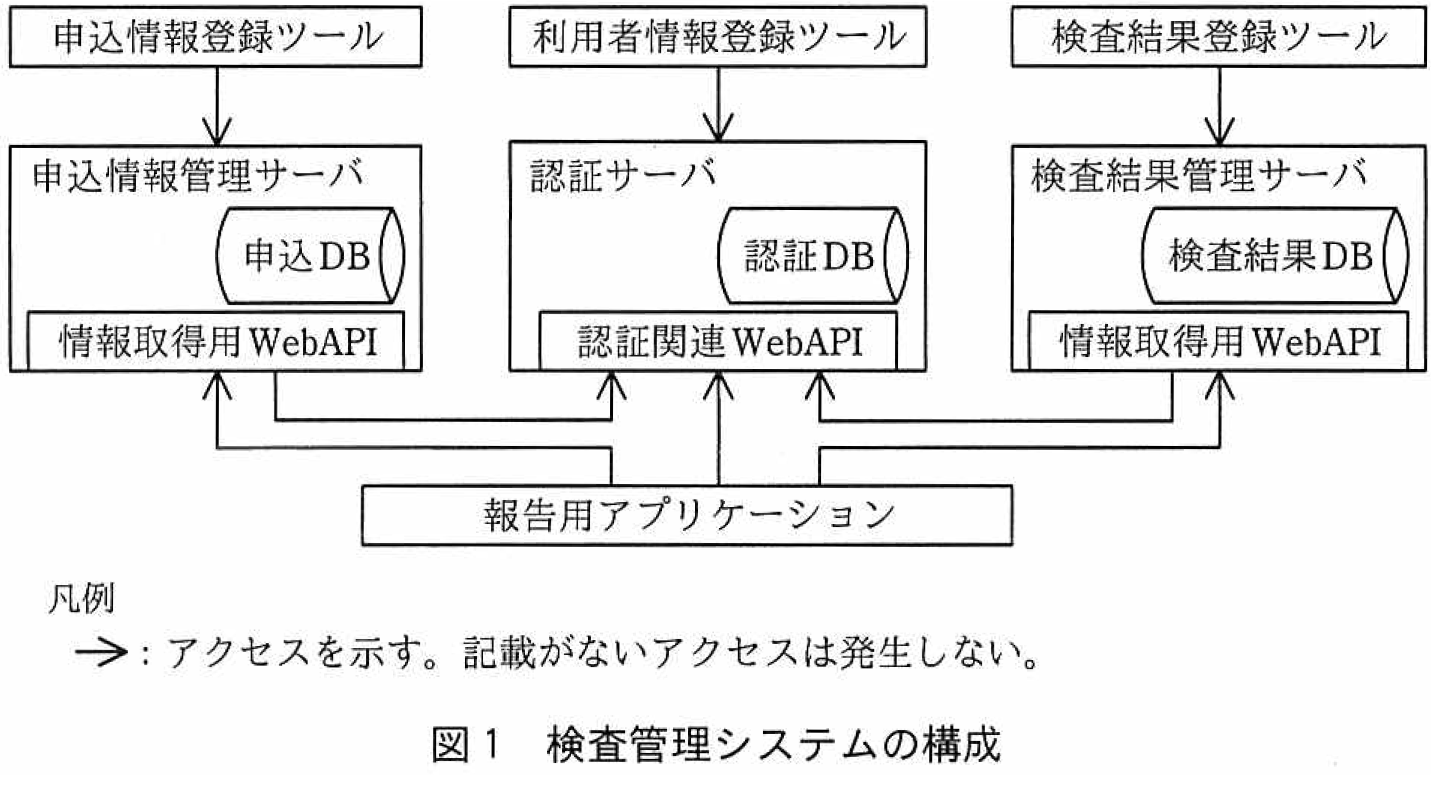 申込情報登録ツール
利用者情報登録ツール
検査結果登録ツール
申込情報管理サーバ
認証サーバ
検査結果管理サーバ
申込DB
認証DB
検査結果DB
情報取得用WebAPI
認証関連WebAPI
情報取得用WebAPI
報告用アプリケーション
凡例
→：アクセスを示す。記載がないアクセスは発生しない。
図1 検査管理システムの構成